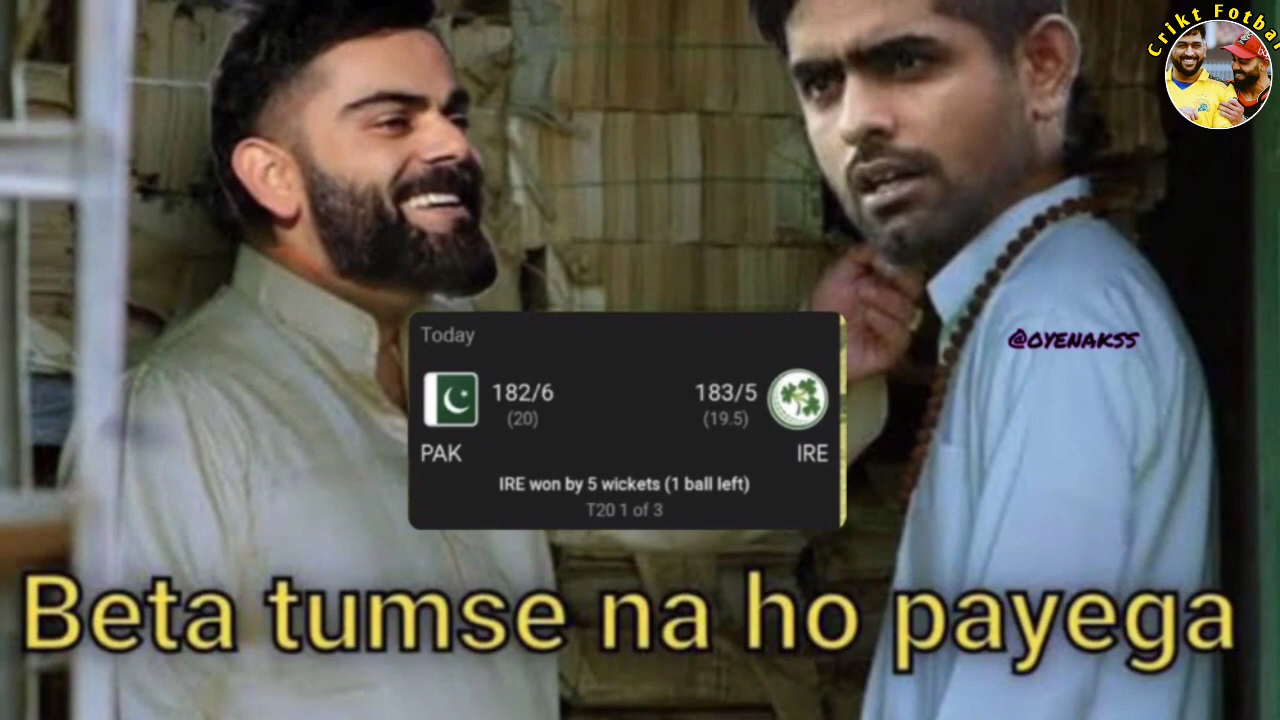 Crikt Fotbal
Today
182/6
183/5
(20)
(19.5)
PAK
IRE
IRE won by 5 wickets (1 ball left)
T20 1 of 3
@OYENAKSS
Beta tumse na ho payega